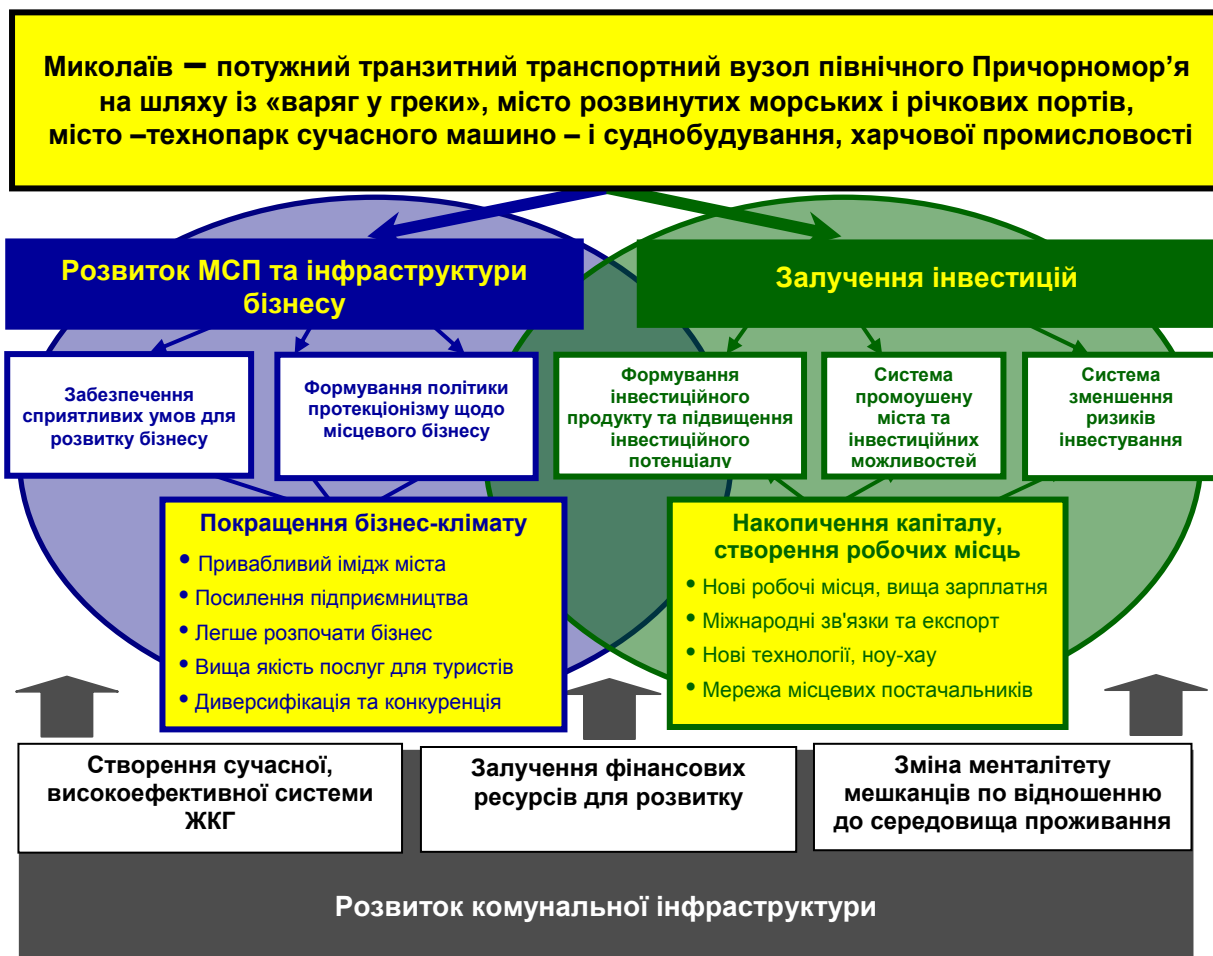 Миколаїв – потужний транзитний транспортний вузол північного Причорномор’я
на шляху із «варяг у греки», місто розвинутих морських і річкових портів,
місто –технопарк сучасного машино – і суднобудування, харчової промисловості
Розвиток МСП та інфраструктури
бізнесу
Залучення інвестицій
Забезпечення
сприятливих умов для
розвитку бізнесу
Формування політики
протекціонізму щодо
місцевого бізнесу
Формування
інвестиційного
продукту та підвищення
інвестиційного
потенціалу
Система
промоушену
міста та
інвестиційних
можливостей
Система
зменшення
ризиків
інвестування
Покращення бізнес-клімату
• Привабливий імідж міста
• Посилення підприємництва
• Легше розпочати бізнес
• Вища якість послуг для туристів
• Диверсифікація та конкуренція
Накопичення капіталу,
створення робочих місць
• Нові робочі місця, вища зарплатня
• Міжнародні зв'язки та експорт
• Нові технології, ноу-хау
• Мережа місцевих постачальників
Створення сучасної,
високоефективної системи
ЖКГ
Залучення фінансових
ресурсів для розвитку
Зміна менталітету
мешканців по відношенню
до середовища проживання
Розвиток комунальної інфраструктури